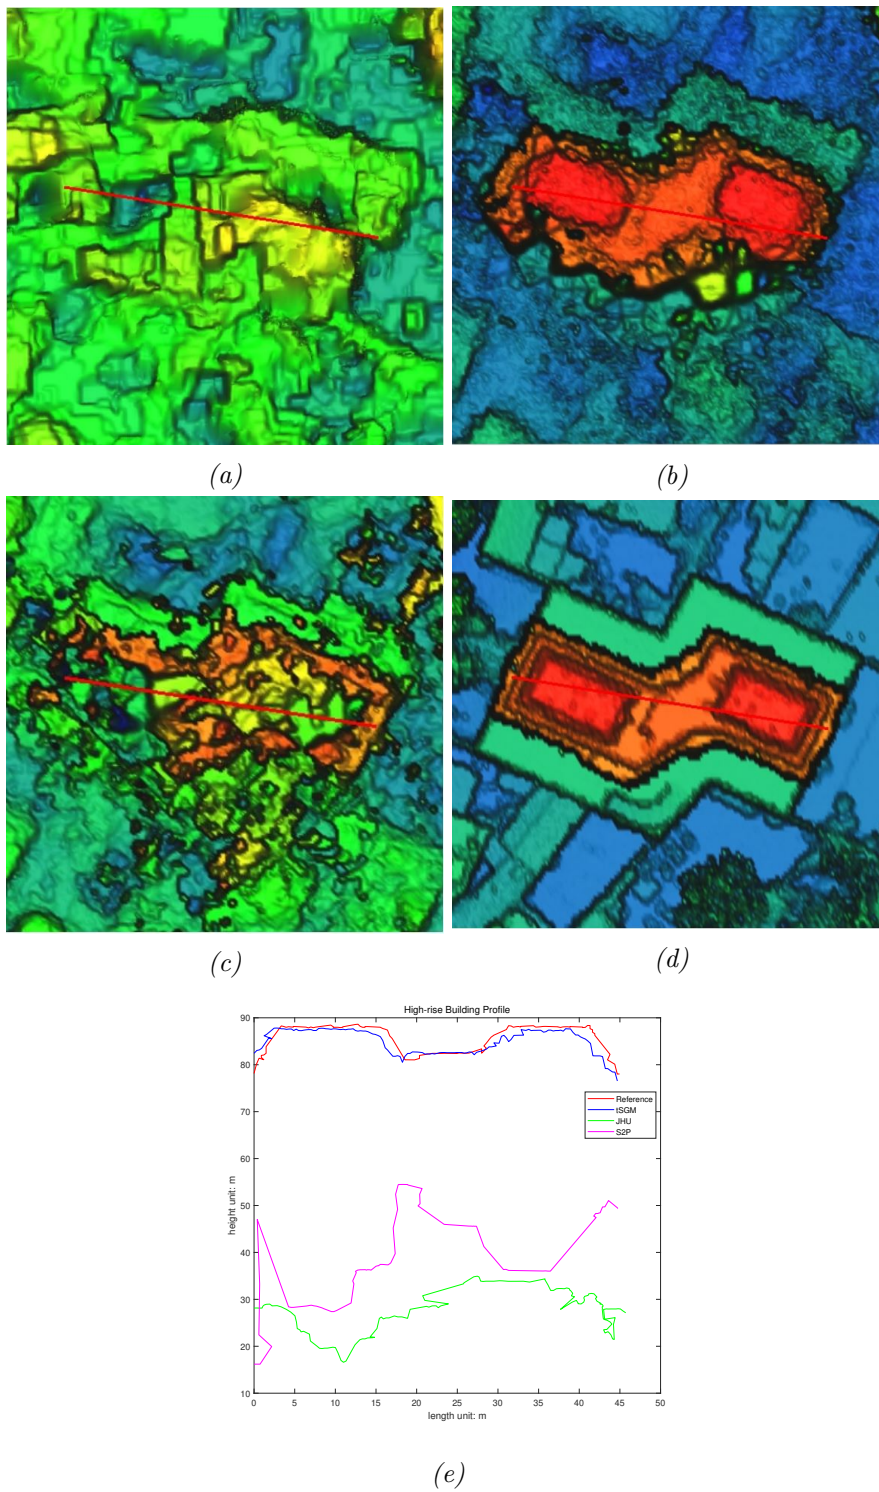 (a)
(b)
(c)
(d)
High-rise Building Profile
90
80
70
60
50
40
30
20
10
height unit: m
Reference
tSGM
JHU
S2P
0 5 10 15 20 25 30 35 40 45 50
length unit: m
(e)